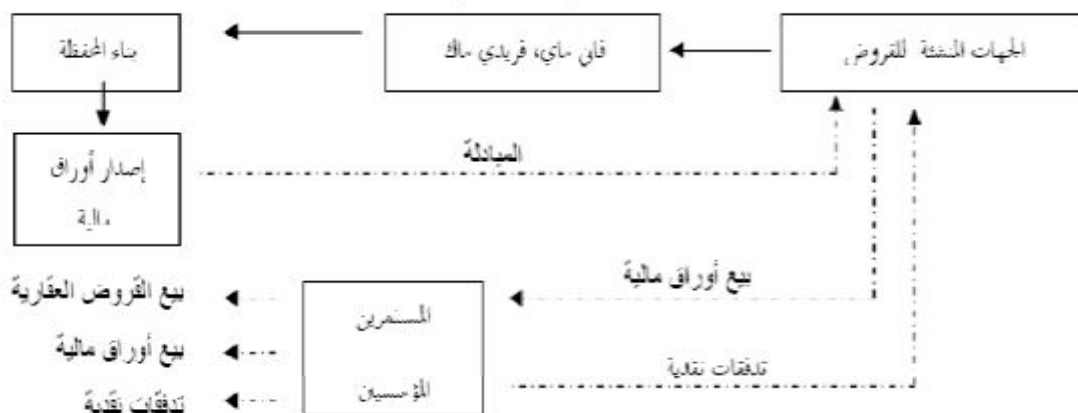 الجهات المنشئة للقروض
فاني ماي، فريدي ماك
بناء المحفظة
إصدار أوراق
مالية
المبادلة
بيع أوراق مالية
المستثمرين
المؤسسيين
تدفقات نقدية
بيع القروض العقارية
بيع أوراق مالية
تدفقات نقدية